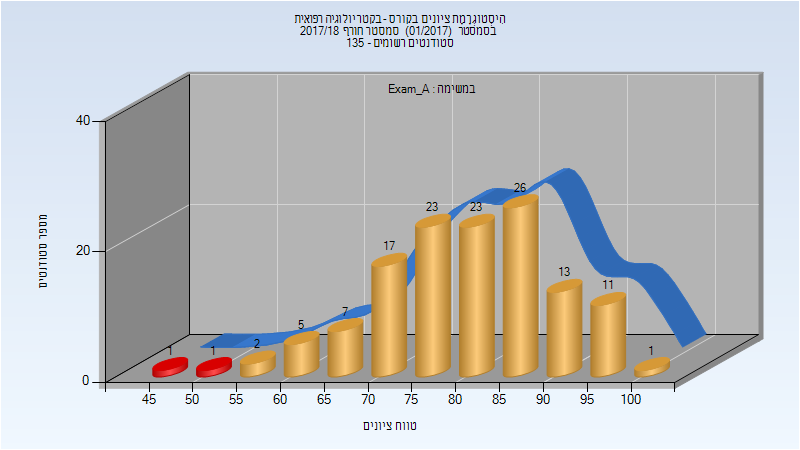 היסטוגרמת ציונים בקורס - בקטריולוגיה רפואית
בסמסטר (01/2017) סמסטר חורף 2017/18
סטודנטים רשומים - 135
במשימה : Exam_A
מספר סטודנטים
40
20
0
1
1
2
5
7
17
23
23
26
13
11
1
45 50 55 60 65 70 75 80 85 90 95 100
טווח ציונים